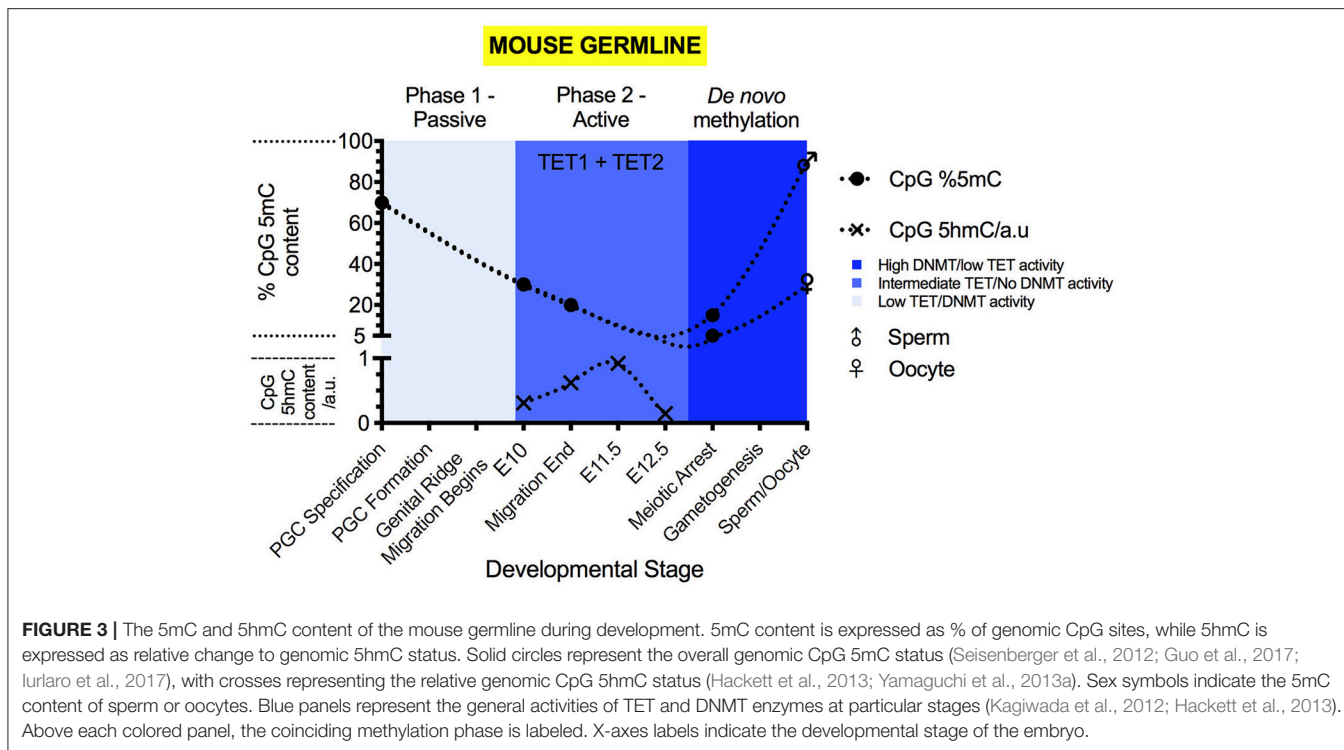 MOUSE GERMLINE
Phase 1 -
Passive
Phase 2 -
Active
De novo
methylation
TET1 + TET2
% CpG 5mC
content
100
80
60
40
20
5
CpG
5hmC
content
/a.u.
1
0
PGC Specification
PGC Formation
Genital Ridge
Migration Begins
E10
Migration End
E11.5
E12.5
Meiotic Arrest
Gametogenesis
Sperm/Oocyte
Developmental Stage
CpG %5mC
CpG 5hmC/a.u
High DNMT/low TET activity
Intermediate TET/No DNMT activity
Low TET/DNMT activity
♂ Sperm
♀ Oocyte
FIGURE 3 | The 5mC and 5hmC content of the mouse germline during development. 5mC content is expressed as % of genomic CpG sites, while 5hmC is
expressed as relative change to genomic 5hmC status. Solid circles represent the overall genomic CpG 5mC status (Seisenberger et al., 2012; Guo et al., 2017;
Iurlaro et al., 2017), with crosses representing the relative genomic CpG 5hmC status (Hackett et al., 2013; Yamaguchi et al., 2013a). Sex symbols indicate the 5mC
content of sperm or oocytes. Blue panels represent the general activities of TET and DNMT enzymes at particular stages (Kagiwada et al., 2012; Hackett et al., 2013).
Above each colored panel, the coinciding methylation phase is labeled. X-axes labels indicate the developmental stage of the embryo.